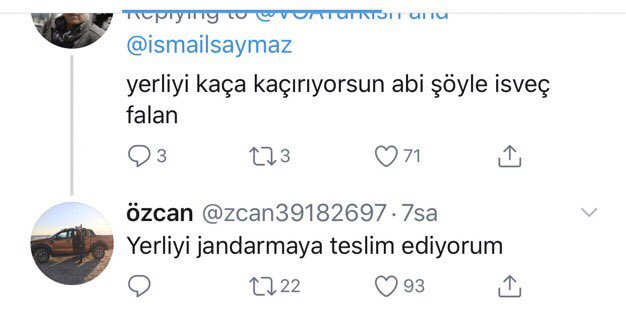 Replying to @VOATurkish and
@ismailsaymaz
yerliyi kaça kaçırıyorsun abi şöyle isveç
falan
3 3 71
özcan @zcan39182697 · 7sa
Yerliyi jandarmaya teslim ediyorum
22 93